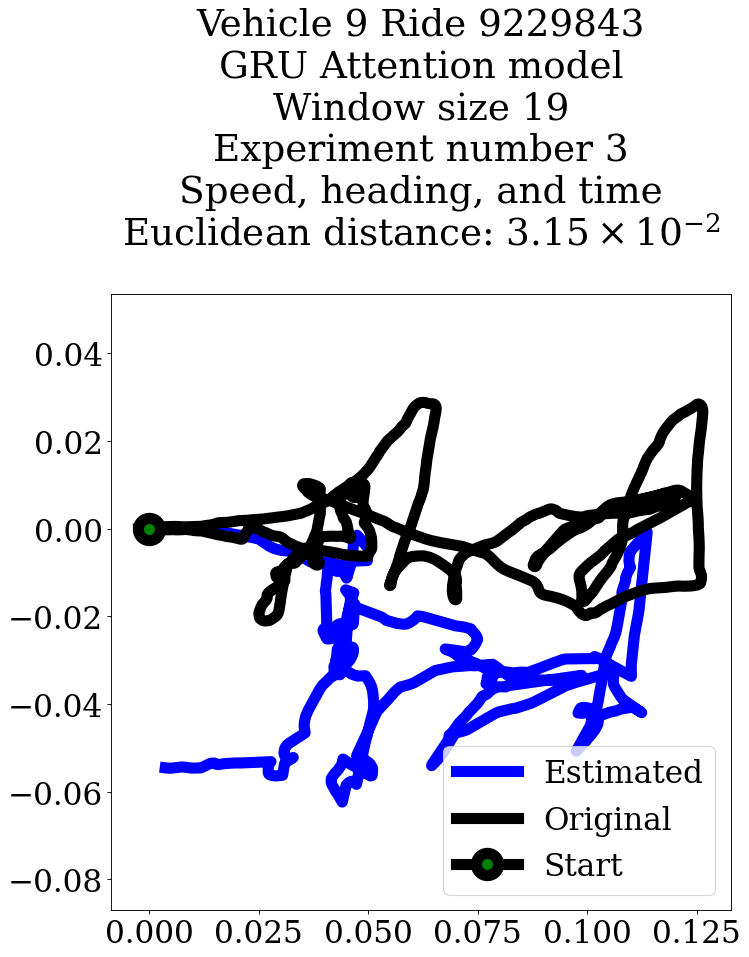 Vehicle 9 Ride 9229843
GRU Attention model
Window size 19
Experiment number 3
Speed, heading, and time
Euclidean distance: 3.15 × 10⁻²
0.04
0.02
0.00
−0.02
−0.04
−0.06
−0.08
Estimated
Original
Start
0.000 0.025 0.050 0.075 0.100 0.125